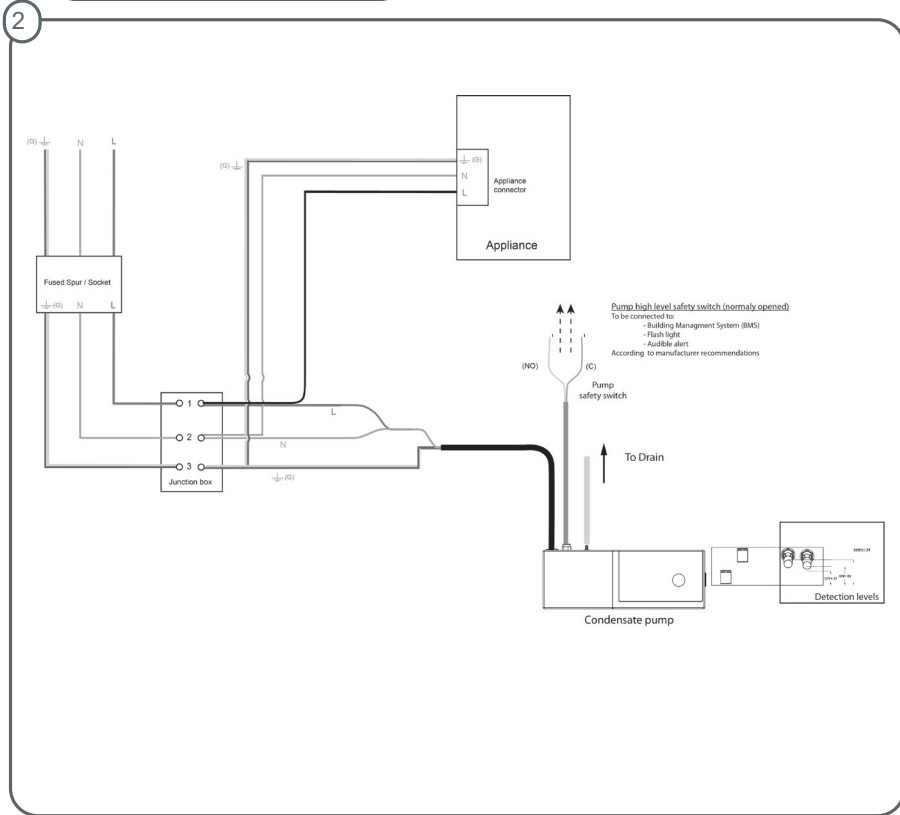 2
(G)
N
L
Fused Spur / Socket
(G)
N
L
(G)
(G)
N
L
Appliance
connector
Appliance
Pump high level safety switch (normaly opened)
To be connected to:
- Building Managment System (BMS)
- Flash light
- Audible alert
According to manufacturer recommendations
(NO)
(C)
Pump
safety switch
1
2
3
Junction box
L
N
(G)
To Drain
Condensate pump
Detection levels